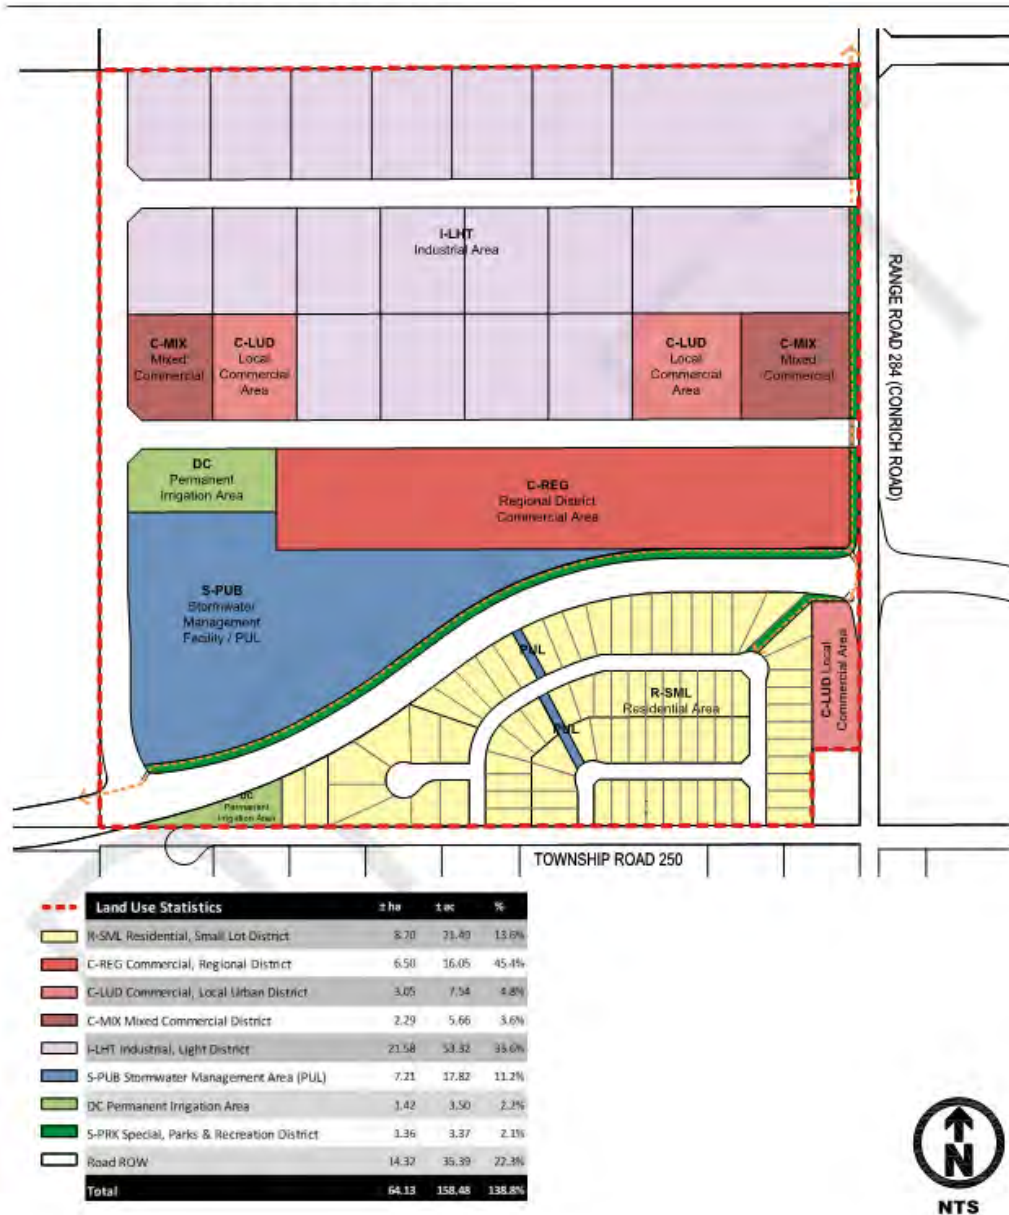 I-LHT
Industrial Area
C-MIX
Mixed
Commercial
C-LUD
Local
Commercial
Area
C-LUD
Local
Commercial
Area
C-MIX
Mixed
Commercial
RANGE ROAD 284 (CONRICH ROAD)
DC
Permanent
Irrigation Area
C-REG
Regional District
Commercial Area
S-PUB
Stormwater
Management
Facility / PUL
PUL
R-SML
Residential Area
PUL
C-LUD Local
Commercial Area
DC
Permanent
Irrigation Area
TOWNSHIP ROAD 250
Land Use Statistics ± ha ± ac %
R-SML Residential, Small Lot District 8.70 21.49 13.6%
C-REG Commercial, Regional District 6.50 16.05 45.4%
C-LUD Commercial, Local Urban District 3.05 7.54 4.8%
C-MIX Mixed Commercial District 2.29 5.66 3.6%
I-LHT Industrial, Light District 21.58 53.32 33.6%
S-PUB Stormwater Management Area (PUL) 7.21 17.82 11.2%
DC Permanent Irrigation Area 1.42 3.50 2.2%
S-PRK Special, Parks & Recreation District 1.36 3.37 2.1%
Road ROW 14.32 35.39 22.3%
Total 64.13 158.48 138.8%
N
NTS